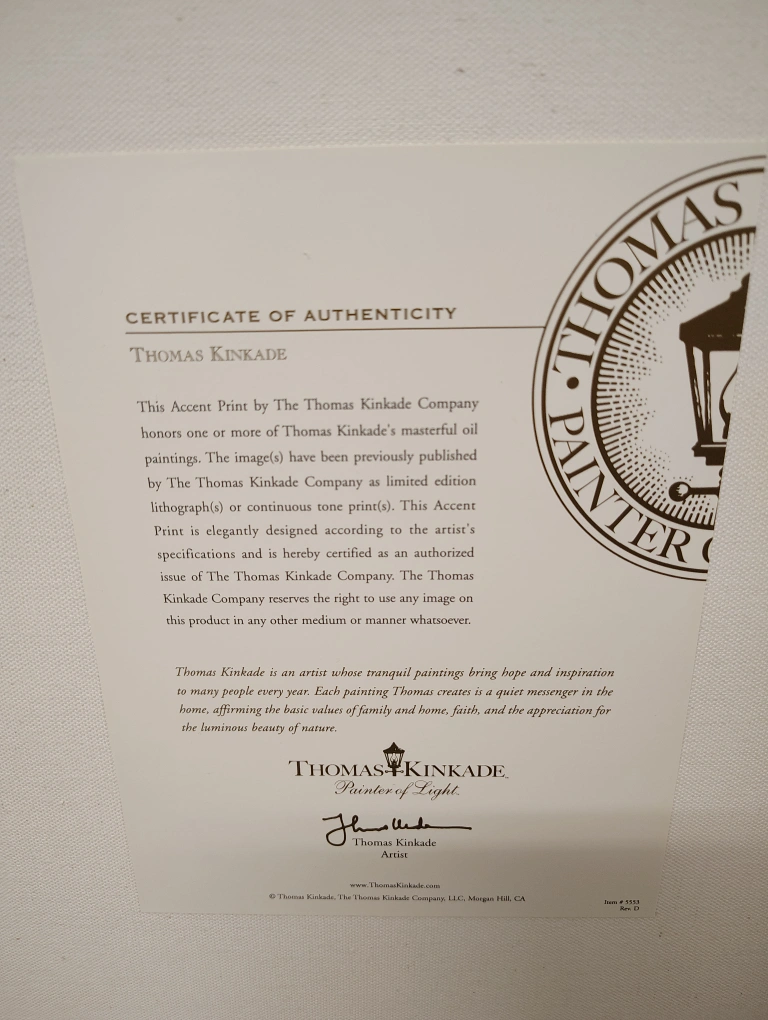 THOMAS
• PAINTER
CERTIFICATE OF AUTHENTICITY
THOMAS KINKADE
This Accent Print by The Thomas Kinkade Company
honors one or more of Thomas Kinkade's masterful oil
paintings. The image(s) have been previously published
by The Thomas Kinkade Company as limited edition
lithograph(s) or continuous tone print(s). This Accent
Print is elegantly designed according to the artist's
specifications and is hereby certified as an authorized
issue of The Thomas Kinkade Company. The Thomas
Kinkade Company reserves the right to use any image on
this product in any other medium or manner whatsoever.
Thomas Kinkade is an artist whose tranquil paintings bring hope and inspiration
to many people every year. Each painting Thomas creates is a quiet messenger in the
home, affirming the basic values of family and home, faith, and the appreciation for
the luminous beauty of nature.
THOMAS KINKADE™
Painter of Light™
Thomas Kinkade
Artist
www.ThomasKinkade.com
© Thomas Kinkade, The Thomas Kinkade Company, LLC, Morgan Hill, CA
Item # 5553
Rev. D